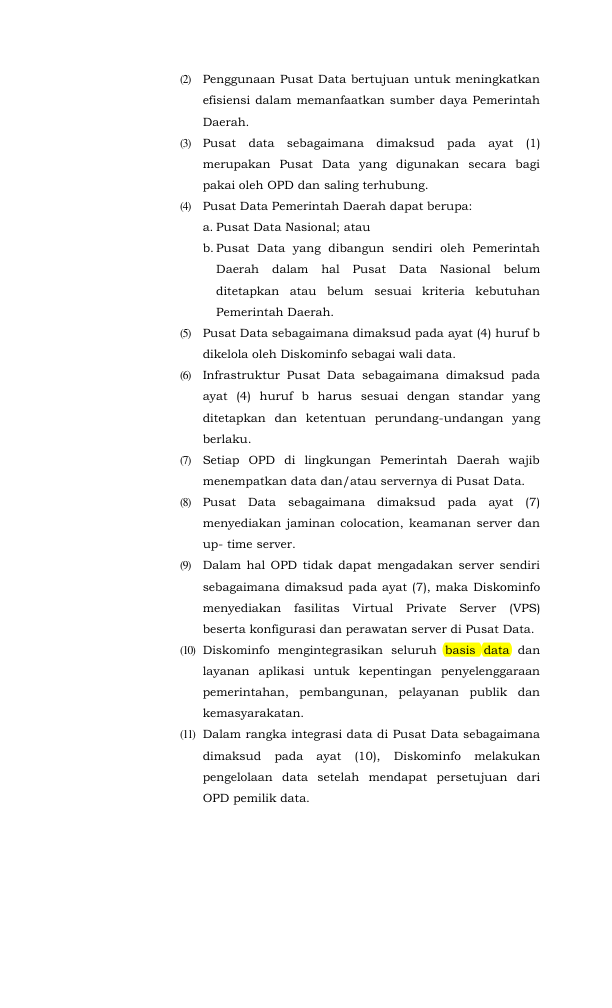 (2) Penggunaan Pusat Data bertujuan untuk meningkatkan
efisiensi dalam memanfaatkan sumber daya Pemerintah
Daerah.
(3) Pusat data sebagaimana dimaksud pada ayat (1)
merupakan Pusat Data yang digunakan secara bagi
pakai oleh OPD dan saling terhubung.
(4) Pusat Data Pemerintah Daerah dapat berupa:
a. Pusat Data Nasional; atau
b. Pusat Data yang dibangun sendiri oleh Pemerintah
Daerah dalam hal Pusat Data Nasional belum
ditetapkan atau belum sesuai kriteria kebutuhan
Pemerintah Daerah.
(5) Pusat Data sebagaimana dimaksud pada ayat (4) huruf b
dikelola oleh Diskominfo sebagai wali data.
(6) Infrastruktur Pusat Data sebagaimana dimaksud pada
ayat (4) huruf b harus sesuai dengan standar yang
ditetapkan dan ketentuan perundang-undangan yang
berlaku.
(7) Setiap OPD di lingkungan Pemerintah Daerah wajib
menempatkan data dan/atau servernya di Pusat Data.
(8) Pusat Data sebagaimana dimaksud pada ayat (7)
menyediakan jaminan colocation, keamanan server dan
up- time server.
(9) Dalam hal OPD tidak dapat mengadakan server sendiri
sebagaimana dimaksud pada ayat (7), maka Diskominfo
menyediakan fasilitas Virtual Private Server (VPS)
beserta konfigurasi dan perawatan server di Pusat Data.
(10) Diskominfo mengintegrasikan seluruh basis data dan
layanan aplikasi untuk kepentingan penyelenggaraan
pemerintahan, pembangunan, pelayanan publik dan
kemasyarakatan.
(11) Dalam rangka integrasi data di Pusat Data sebagaimana
dimaksud pada ayat (10), Diskominfo melakukan
pengelolaan data setelah mendapat persetujuan dari
OPD pemilik data.